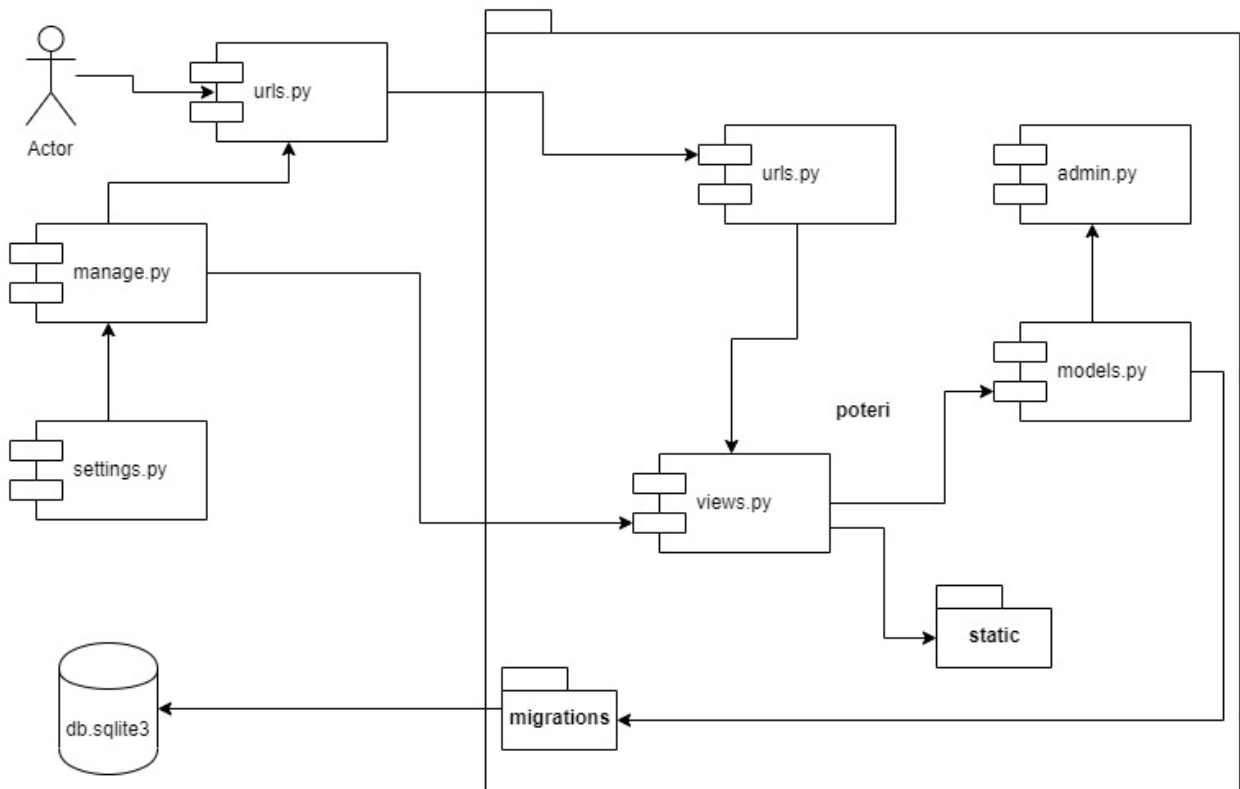 urls.py
Actor
urls.py
admin.py
manage.py
models.py
poteri
settings.py
views.py
static
migrations
db.sqlite3